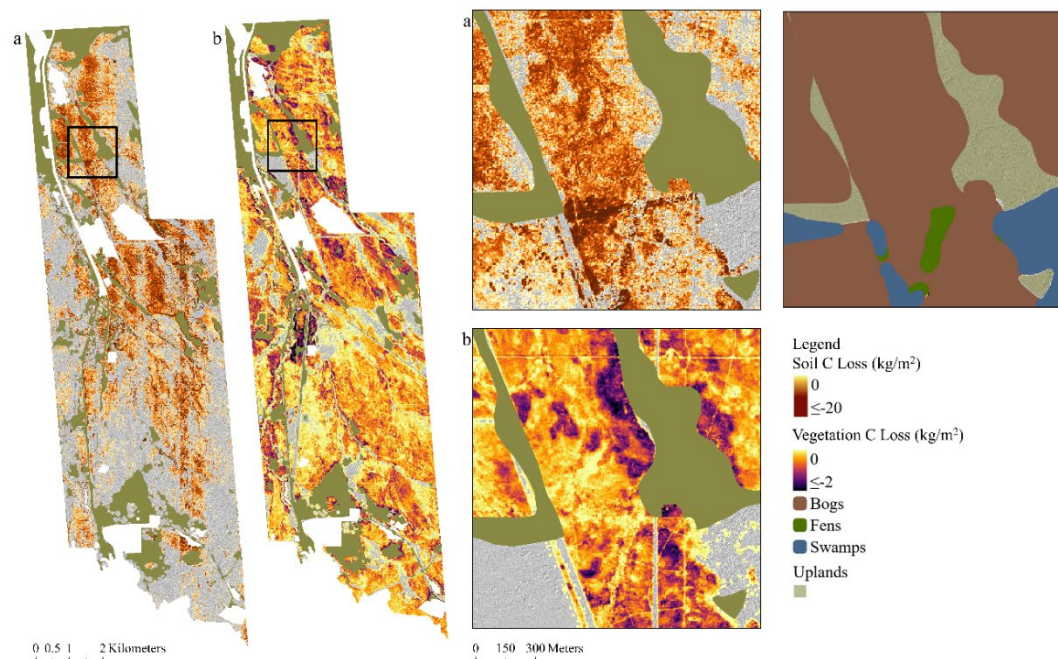 a
b
a
b
Legend
Soil C Loss (kg/m²)
0
≤-20
Vegetation C Loss (kg/m²)
0
≤-2
Bogs
Fens
Swamps
Uplands
0 0.5 1 2 Kilometers
0 150 300 Meters